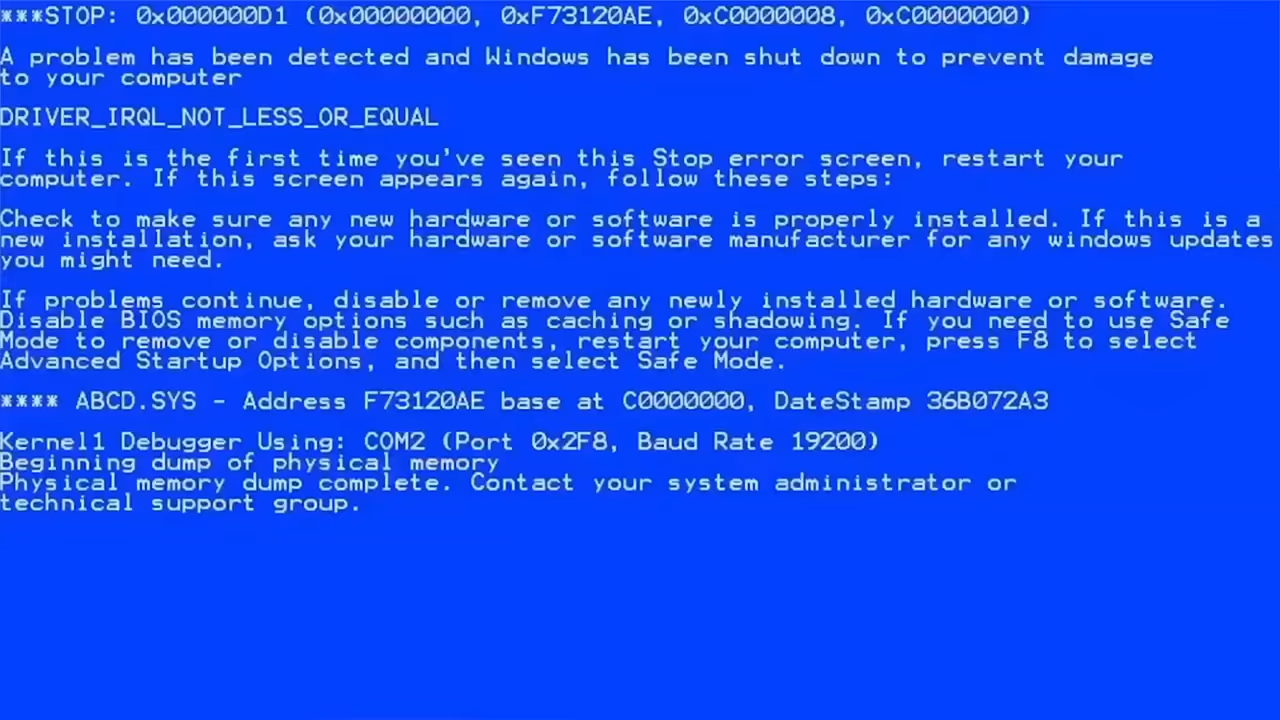 ***STOP: 0x000000D1 (0x00000000, 0xF73120AE, 0xC0000008, 0xC0000000)
A problem has been detected and Windows has been shut down to prevent damage
to your computer
DRIVER_IRQL_NOT_LESS_OR_EQUAL
If this is the first time you've seen this Stop error screen, restart your
computer. If this screen appears again, follow these steps:
Check to make sure any new hardware or software is properly installed. If this is a
new installation, ask your hardware or software manufacturer for any windows updates
you might need.
If problems continue, disable or remove any newly installed hardware or software.
Disable BIOS memory options such as caching or shadowing. If you need to use Safe
Mode to remove or disable components, restart your computer, press F8 to select
Advanced Startup Options, and then select Safe Mode.
**** ABCD.SYS - Address F73120AE base at C0000000, DateStamp 36B072A3
Kernel1 Debugger Using: COM2 (Port 0x2F8, Baud Rate 19200)
Beginning dump of physical memory
Physical memory dump complete. Contact your system administrator or
technical support group.